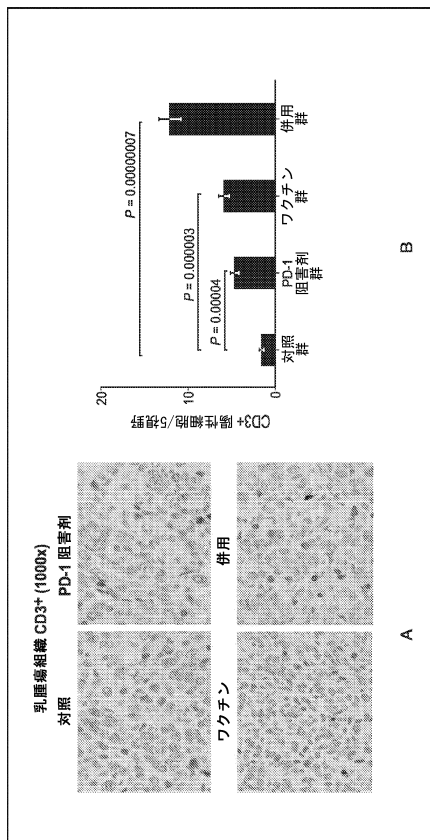 乳腫瘍組織 CD3+ (1000x)
対照 PD-1 阻害剤
ワクチン 併用
A
P = 0.00000007
P = 0.000003
P = 0.00004
CD3+ 陽性細胞/5視野
20
10
0
対照
群
PD-1
阻害剤
群
ワクチン
群
併用
群
B